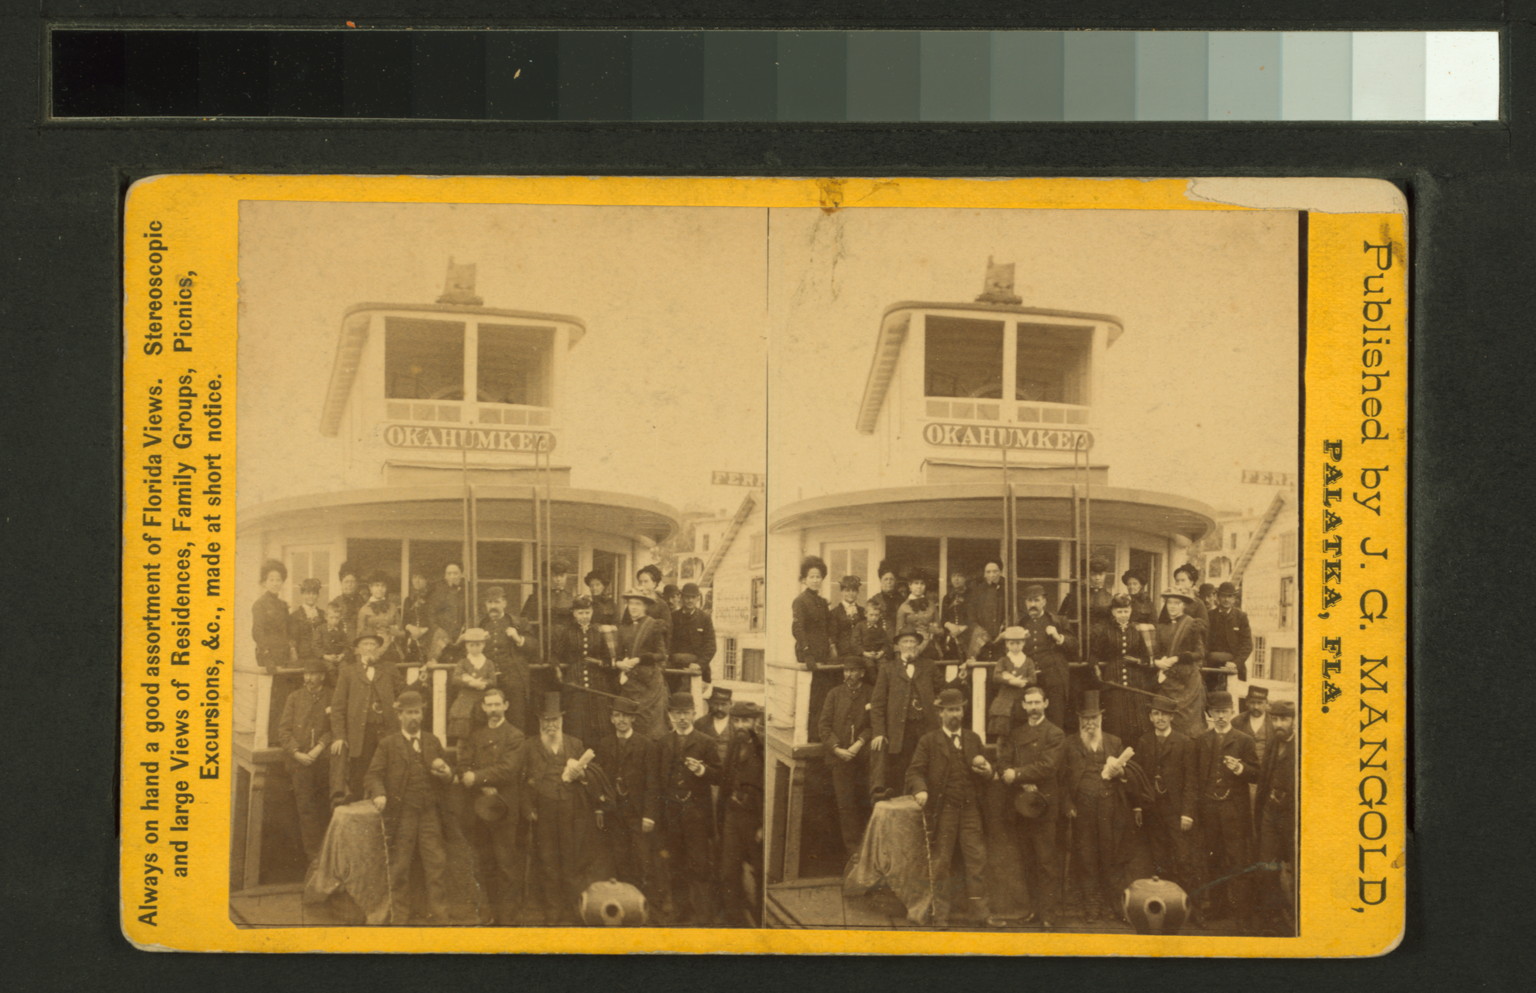 Always on hand a good assortment of Florida Views. Stereoscopic
and large Views of Residences, Family Groups, Picnics,
Excursions, &c., made at short notice.
OKAHUMKEE
OKAHUMKEE
Published by J. G. MANGOLD,
PALATKA, FLA.